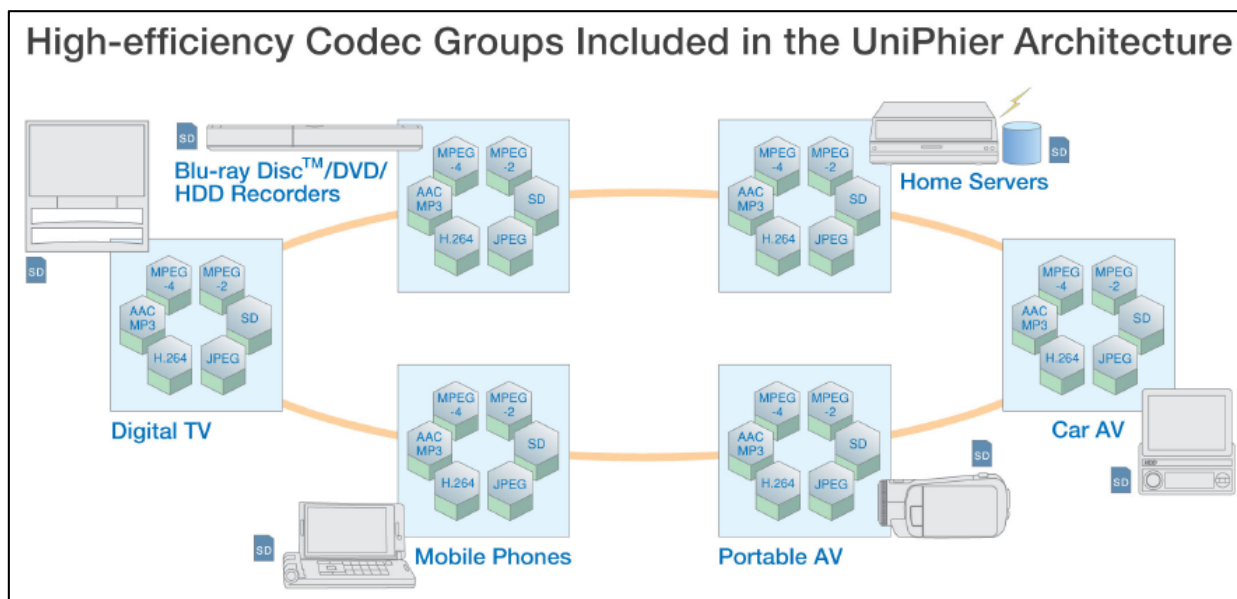 High-efficiency Codec Groups Included in the UniPhier Architecture
SD
Blu-ray Disc™/DVD/
HDD Recorders
MPEG
-4
MPEG
-2
AAC
MP3
SD
H.264
JPEG
MPEG
-4
MPEG
-2
AAC
MP3
SD
H.264
JPEG
SD
Home Servers
SD
MPEG
-4
MPEG
-2
AAC
MP3
SD
H.264
JPEG
Digital TV
MPEG
-4
MPEG
-2
AAC
MP3
SD
H.264
JPEG
Car AV
SD
MPEG
-4
MPEG
-2
AAC
MP3
SD
H.264
JPEG
SD
Mobile Phones
MPEG
-4
MPEG
-2
AAC
MP3
SD
H.264
JPEG
SD
Portable AV